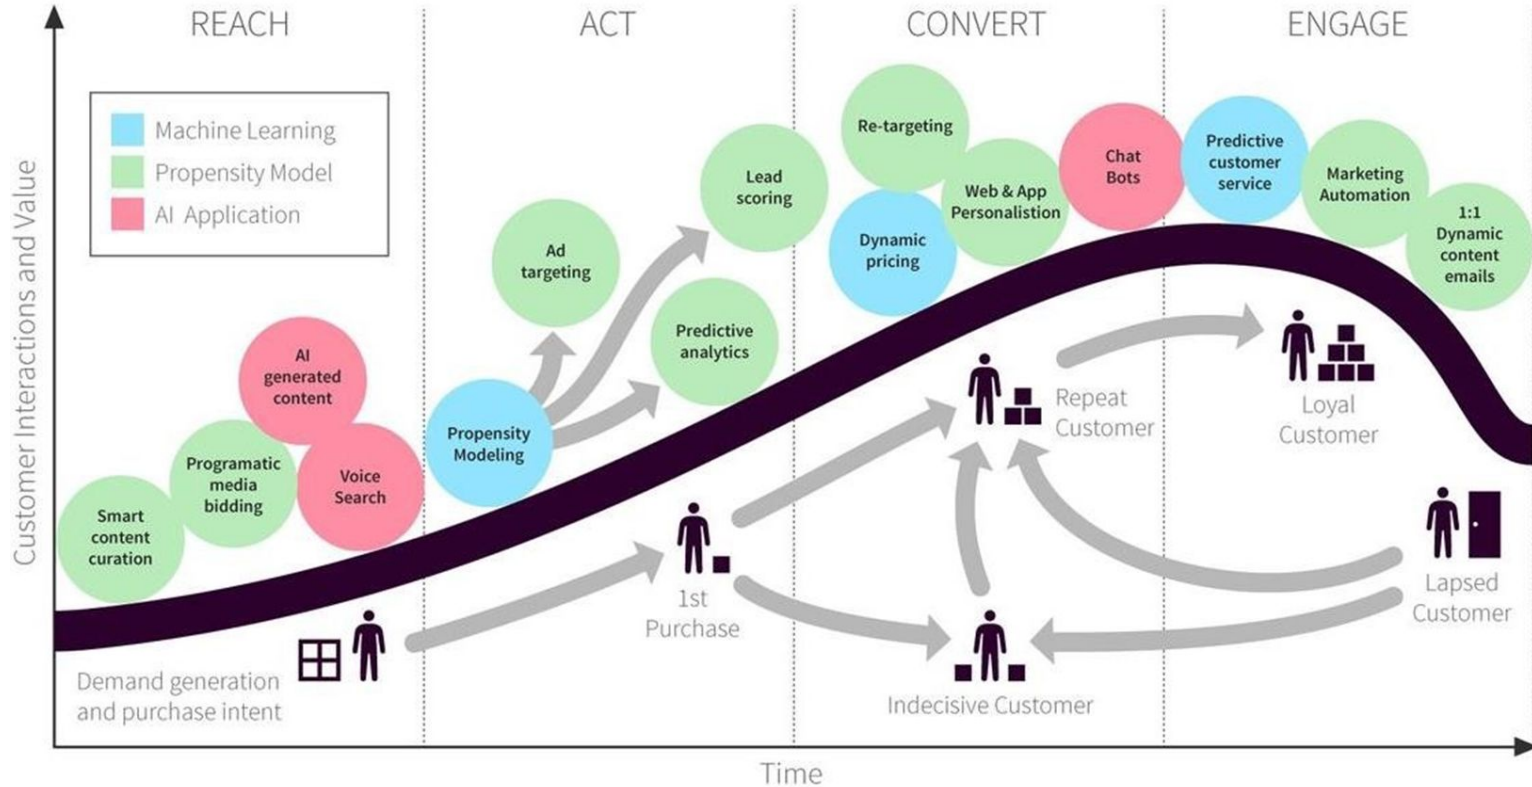 REACH
ACT
CONVERT
ENGAGE
Customer Interactions and Value
Machine Learning
Propensity Model
AI Application
Smart
content
curation
Programatic
media
bidding
AI
generated
content
Voice
Search
Propensity
Modeling
Ad
targeting
Lead
scoring
Predictive
analytics
Re-targeting
Dynamic
pricing
Web & App
Personalistion
Chat
Bots
Predictive
customer
service
Marketing
Automation
1:1
Dynamic
content
emails
Demand generation
and purchase intent
1st
Purchase
Repeat
Customer
Indecisive Customer
Loyal
Customer
Lapsed
Customer
Time